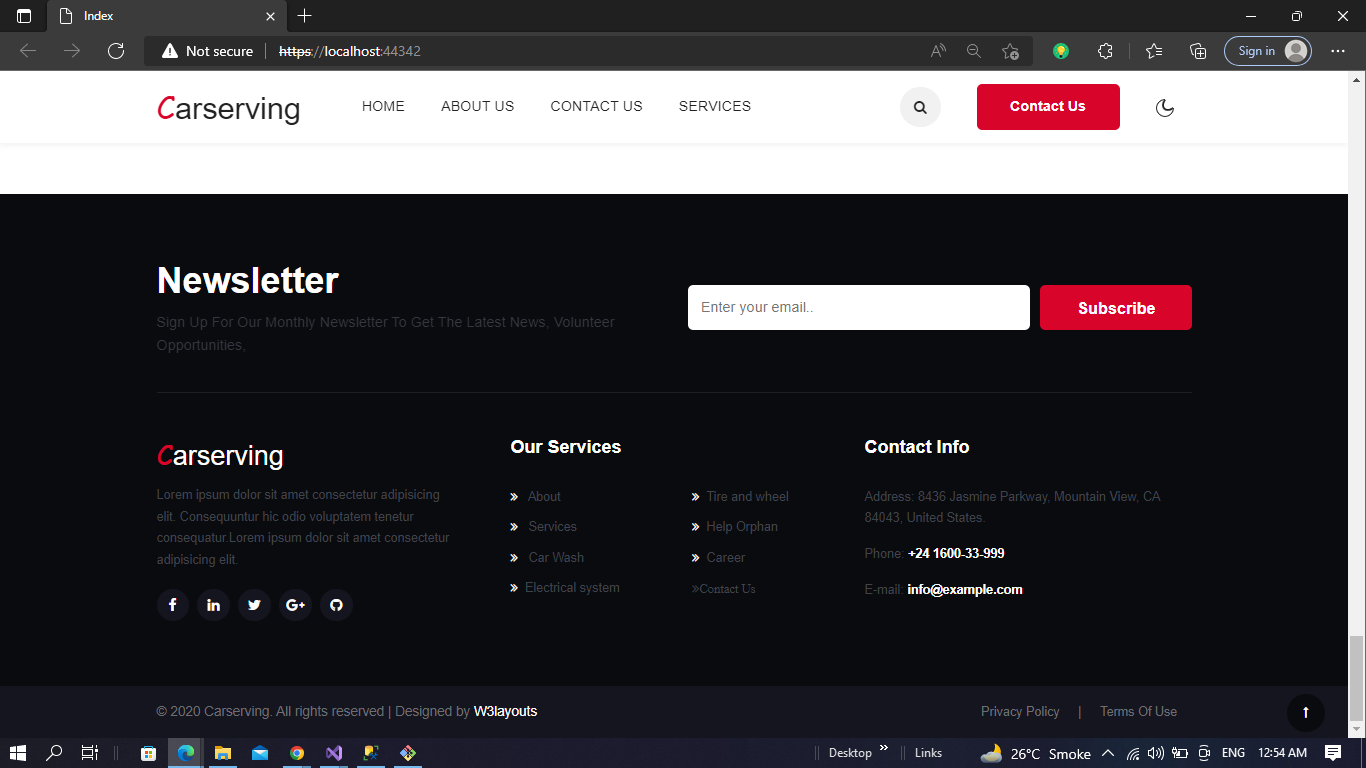 Index
Not secure
https://localhost:44342
Sign in
Carserving
HOME
ABOUT US
CONTACT US
SERVICES
Contact Us
Newsletter
Sign Up For Our Monthly Newsletter To Get The Latest News, Volunteer
Opportunities,
Enter your email..
Subscribe
Carserving
Lorem ipsum dolor sit amet consectetur adipisicing
elit. Consequuntur hic odio voluptatem tenetur
consequatur.Lorem ipsum dolor sit amet consectetur
adipisicing elit.
Our Services
About
Services
Car Wash
Electrical system
Tire and wheel
Help Orphan
Career
»Contact Us
Contact Info
Address: 8436 Jasmine Parkway, Mountain View, CA
84043, United States.
Phone: +24 1600-33-999
E-mail: info@example.com
© 2020 Carserving. All rights reserved | Designed by W3layouts
Privacy Policy | Terms Of Use
Desktop
Links
26°C Smoke
ENG
12:54 AM